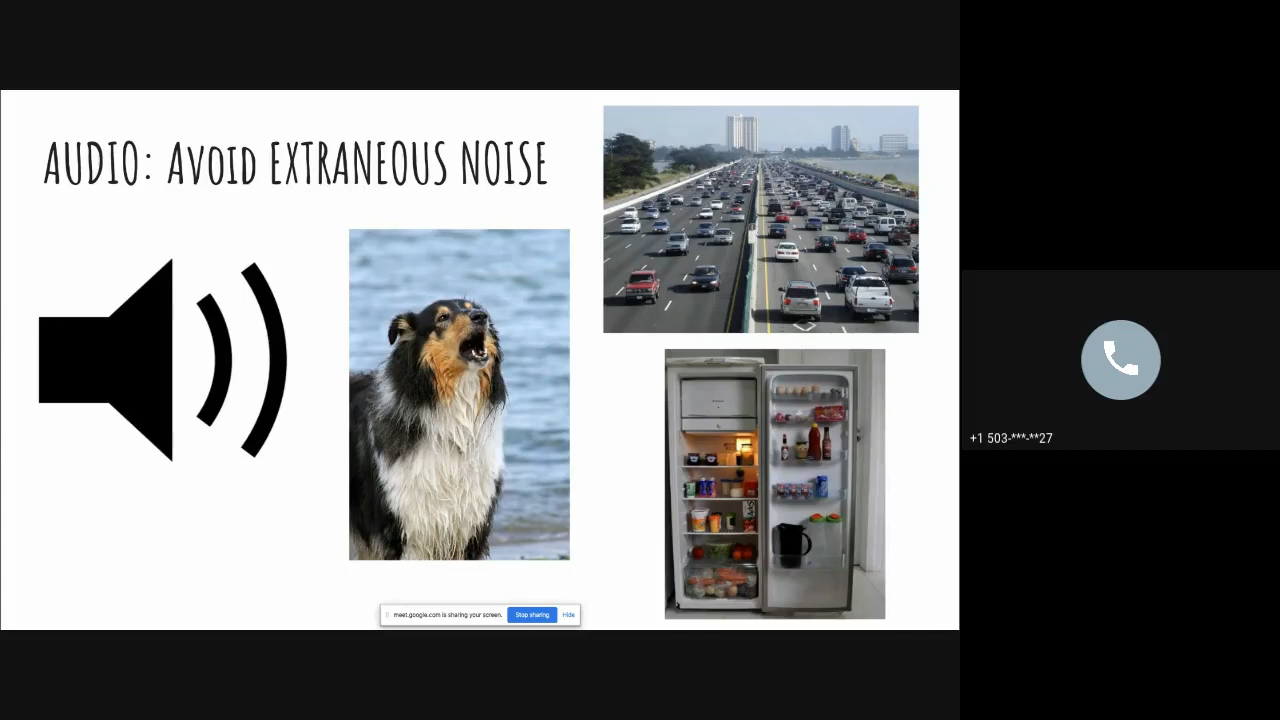 AUDIO: Avoid EXTRANEOUS NOISE
meet.google.com is sharing your screen. Stop sharing Hide
+1 503-***-**27